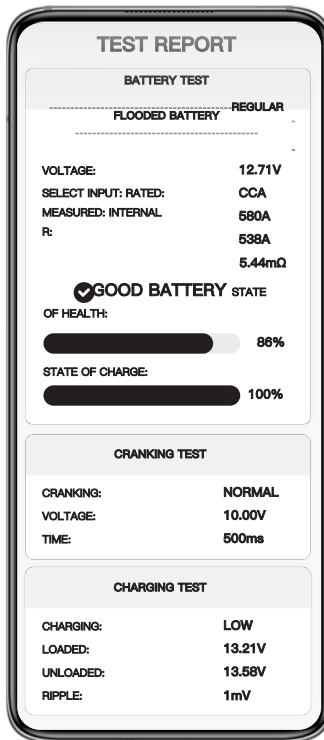 TEST REPORT
BATTERY TEST
REGULAR
FLOODED BATTERY
VOLTAGE: 12.71V
SELECT INPUT: RATED: CCA
MEASURED: INTERNAL 580A
R: 538A
5.44mΩ
GOOD BATTERY STATE
OF HEALTH:
86%
STATE OF CHARGE:
100%
CRANKING TEST
CRANKING: NORMAL
VOLTAGE: 10.00V
TIME: 500ms
CHARGING TEST
CHARGING: LOW
LOADED: 13.21V
UNLOADED: 13.58V
RIPPLE: 1mV